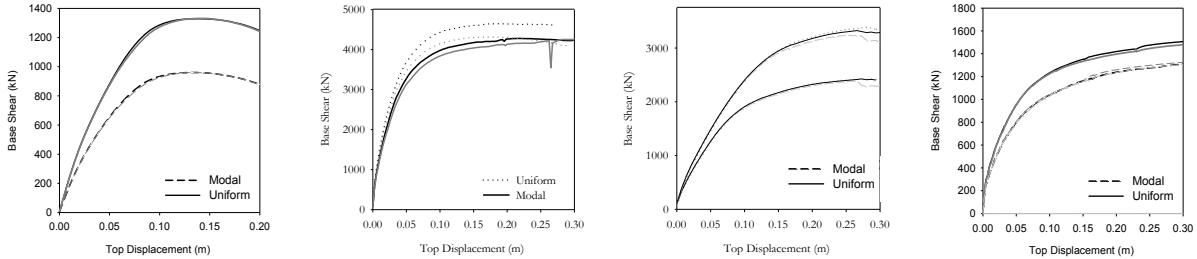 1400
1200
1000
800
600
400
200
0
Base Shear (kN)
Modal
Uniform
0.00 0.05 0.10 0.15 0.20
Top Displacement (m)
5000
4000
3000
2000
1000
0
Base Shear (kN)
Uniform
Modal
0.00 0.05 0.10 0.15 0.20 0.25 0.30
Top Displacement (m)
3000
2000
1000
0
Base Shear (kN)
Modal
Uniform
0.00 0.05 0.10 0.15 0.20 0.25 0.30
Top Displacement (m)
1800
1600
1400
1200
1000
800
600
400
200
0
Base Shear (kN)
Modal
Uniform
0.00 0.05 0.10 0.15 0.20 0.25 0.30
Top Displacement (m)